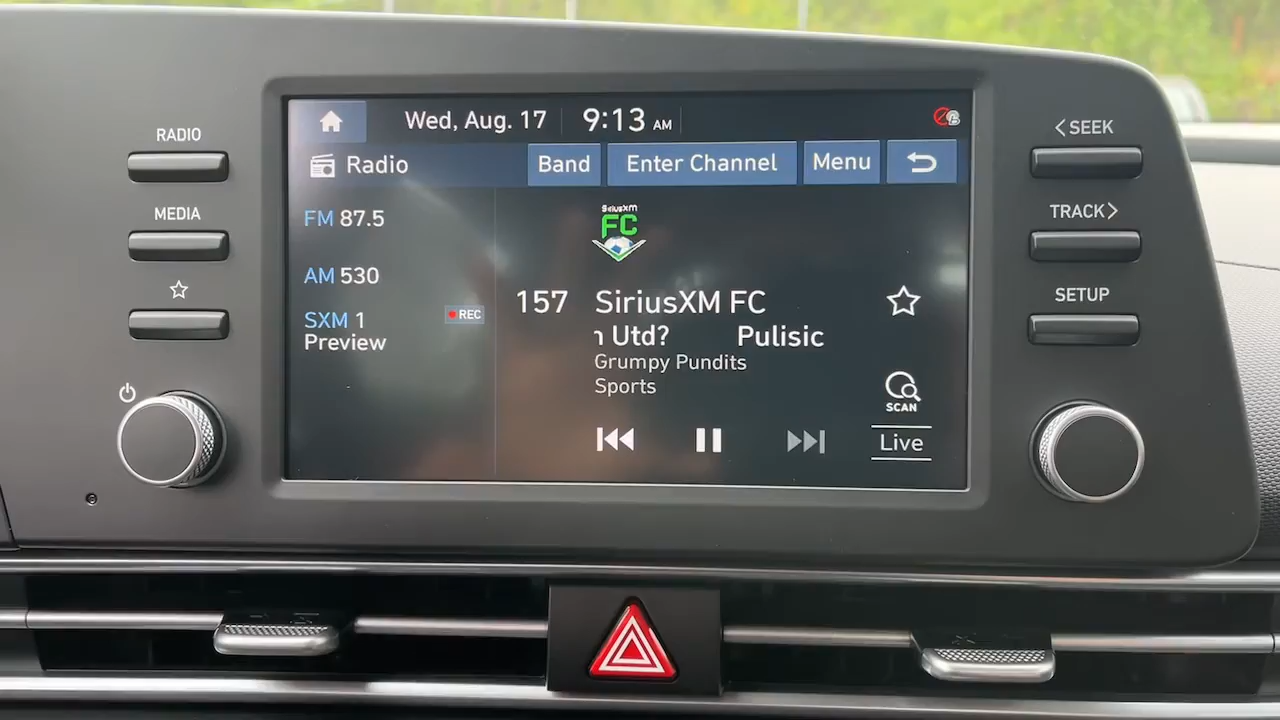 RADIO
MEDIA
Wed, Aug. 17 9:13 AM
Radio Band Enter Channel Menu
FM 87.5
AM 530
SXM 1 REC
Preview
SiriusXM
FC
157 SiriusXM FC
Utd? Pulisic
Grumpy Pundits
Sports
SCAN
Live
<SEEK
TRACK>
SETUP